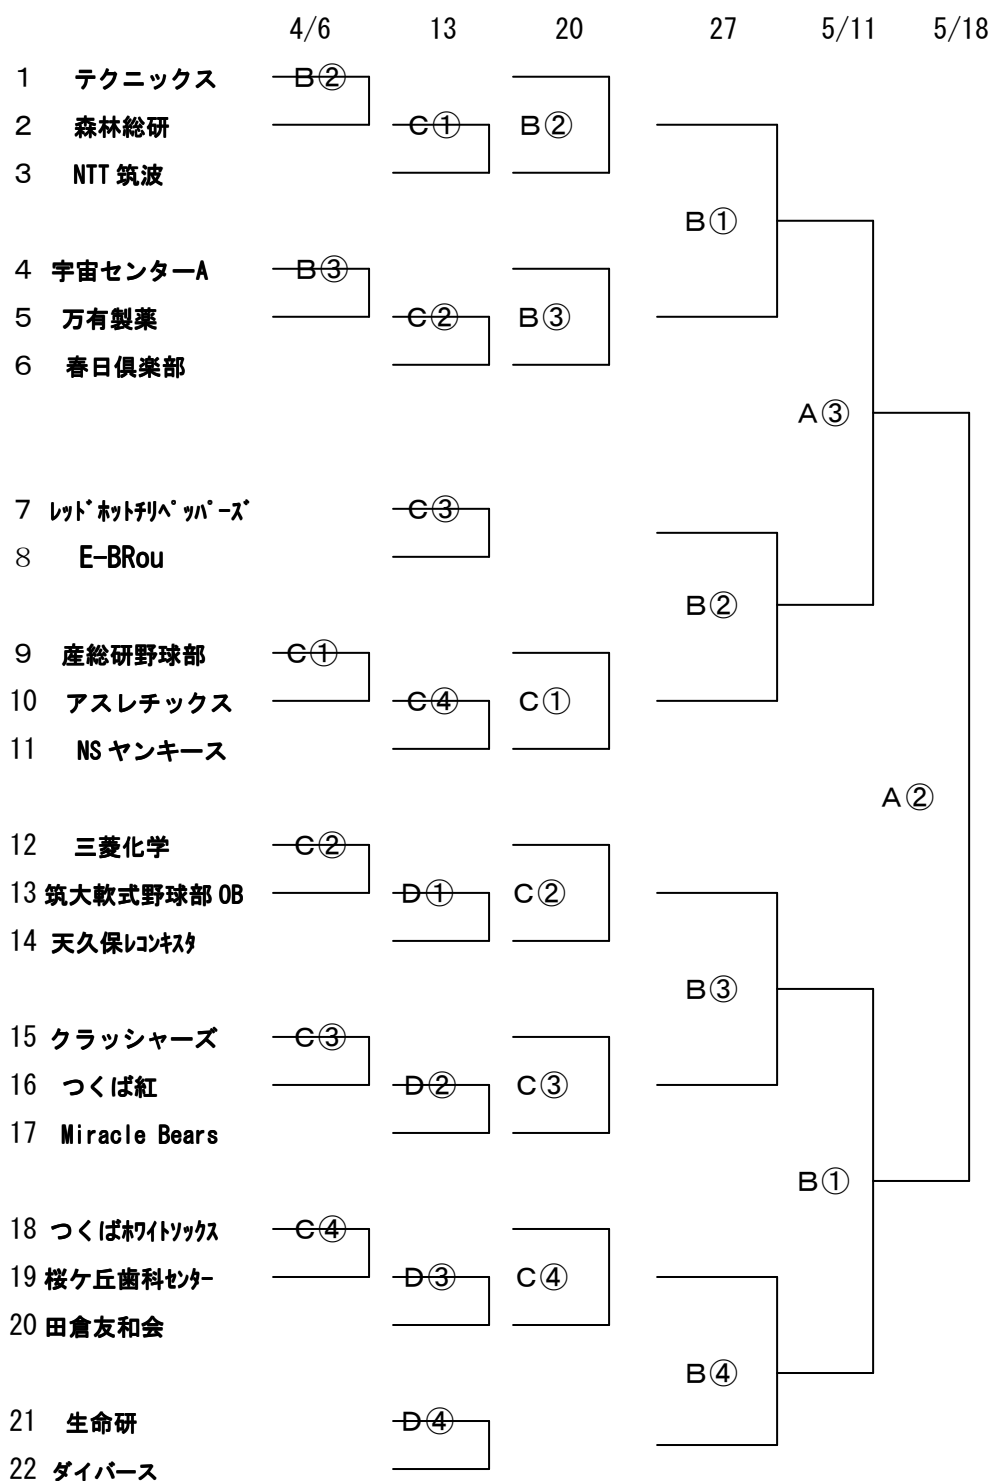 4/6 13 20 27 5/11 5/18
1 テクニックス B② 
2 森林総研 C① B②
3 NTT 筑波
B①
4 宇宙センターA B③
5 万有製薬 C② B③
6 春日倶楽部
A③
7 ﾚｯﾄﾞﾎｯﾄﾁﾘﾍﾟｯﾊﾟｰｽﾞ C③
8 E-BRou
B②
9 産総研野球部 C①
10 アスレチックス C④ C①
11 NS ヤンキース
A②
12 三菱化学 C②
13 筑大軟式野球部 OB D① C②
14 天久保ﾚｺﾝｷｽﾀ
B③
15 クラッシャーズ C③
16 つくば紅 D② C③
17 Miracle Bears
B①
18 つくばﾎﾜｲﾄｿｯｸｽ C④
19 桜ケ丘歯科ｾﾝﾀｰ D③ C④
20 田倉友和会
B④
21 生命研 D④
22 ダイバース